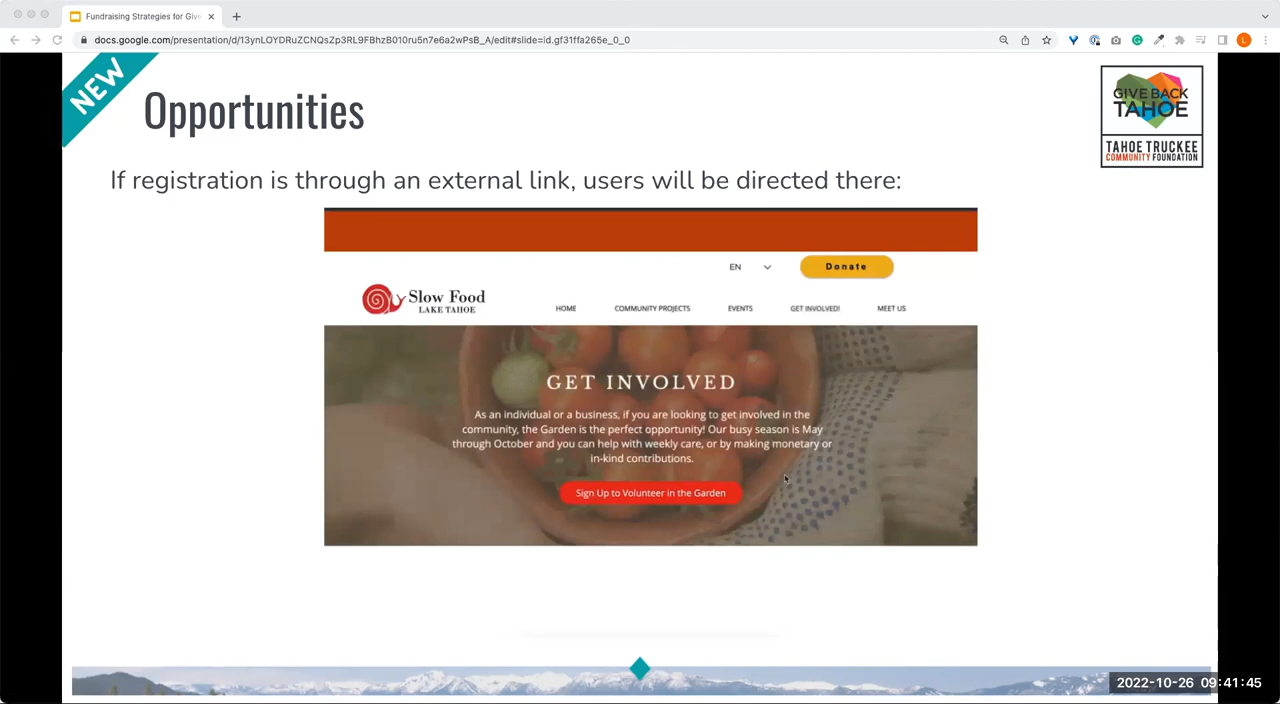 Fundraising Strategies for Give
docs.google.com/presentation/d/13ynLOYDRuZCNQsZp3RL9FBhzB010ru5n7e6a2wPsB_A/edit#slide=id.gf31ffa265e_0_0
L
NEW
Opportunities
GIVE BACK
TAHOE
TAHOE TRUCKEE
COMMUNITY FOUNDATION
If registration is through an external link, users will be directed there:
EN
Donate
Slow Food
LAKE TAHOE
HOME
COMMUNITY PROJECTS
EVENTS
GET INVOLVED!
MEET US
GET INVOLVED
As an individual or a business, if you are looking to get involved in the
community, the Garden is the perfect opportunity! Our busy season is May
through October and you can help with weekly care, or by making monetary or
in-kind contributions.
Sign Up to Volunteer in the Garden
2022-10-26 09:41:45